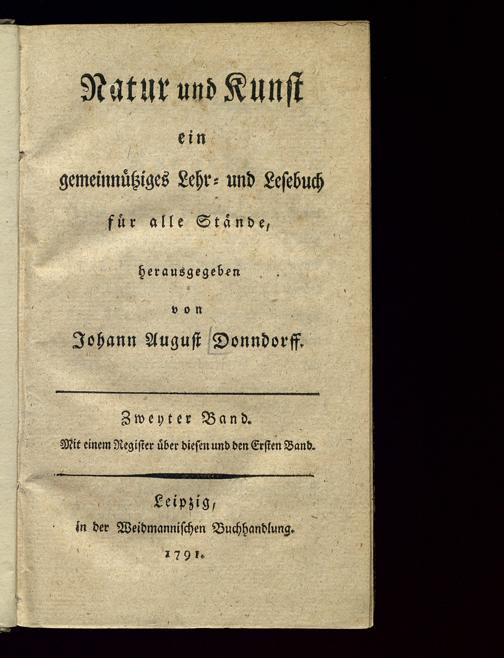 Natur und Kunst
ein
gemeinnütziges Lehr- und Lesebuch
für alle Stände,
herausgegeben
von
Johann August Donndorff.
Zweyter Band.
Mit einem Register über diesen und den Ersten Band.
Leipzig,
in der Weidmannischen Buchhandlung.
1791.